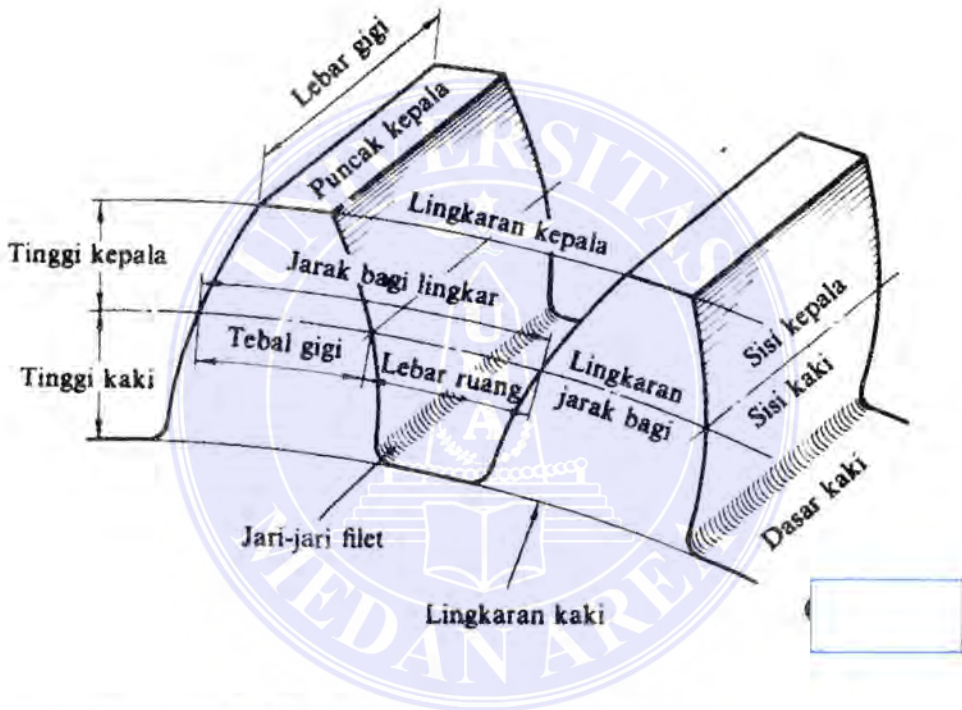 Lebar gigi
Puncak kepala
Lingkaran kepala
Tinggi kepala
Jarak bagi lingkar
Tebal gigi
Lebar ruang
Lingkaran
jarak bagi
Sisi kepala
Sisi kaki
Tinggi kaki
Dasar kaki
Jari-jari filet
Lingkaran kaki
UNIVERSITAS
MEDAN AREA
U
A